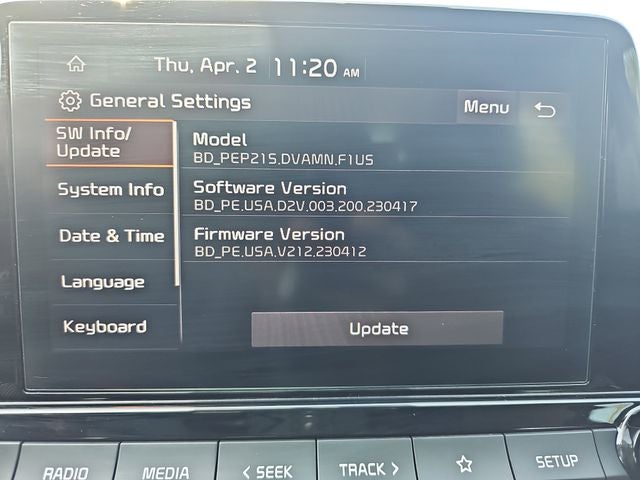 Thu, Apr. 2 11:20 AM
General Settings
Menu
SW Info/
Update
System Info
Date & Time
Language
Keyboard
Model
BD_PEP21S.DVAMN.F1US
Software Version
BD_PE.USA.D2V.003.200.230417
Firmware Version
BD_PE.USA.V212.230412
Update
RADIO
MEDIA
< SEEK
TRACK >
SETUP